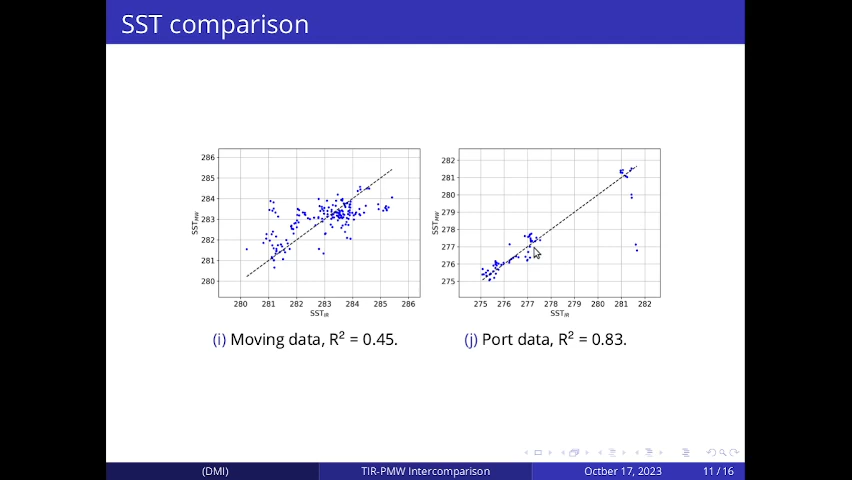 SST comparison
286
285
284
283
282
281
280
SST_MW
280 281 282 283 284 285 286
SST_IR
282
281
280
279
278
277
276
275
SST_MW
275 276 277 278 279 280 281 282
SST_IR
(i) Moving data, R² = 0.45.
(j) Port data, R² = 0.83.
(DMI) TIR-PMW Intercomparison Octber 17, 2023 11 / 16